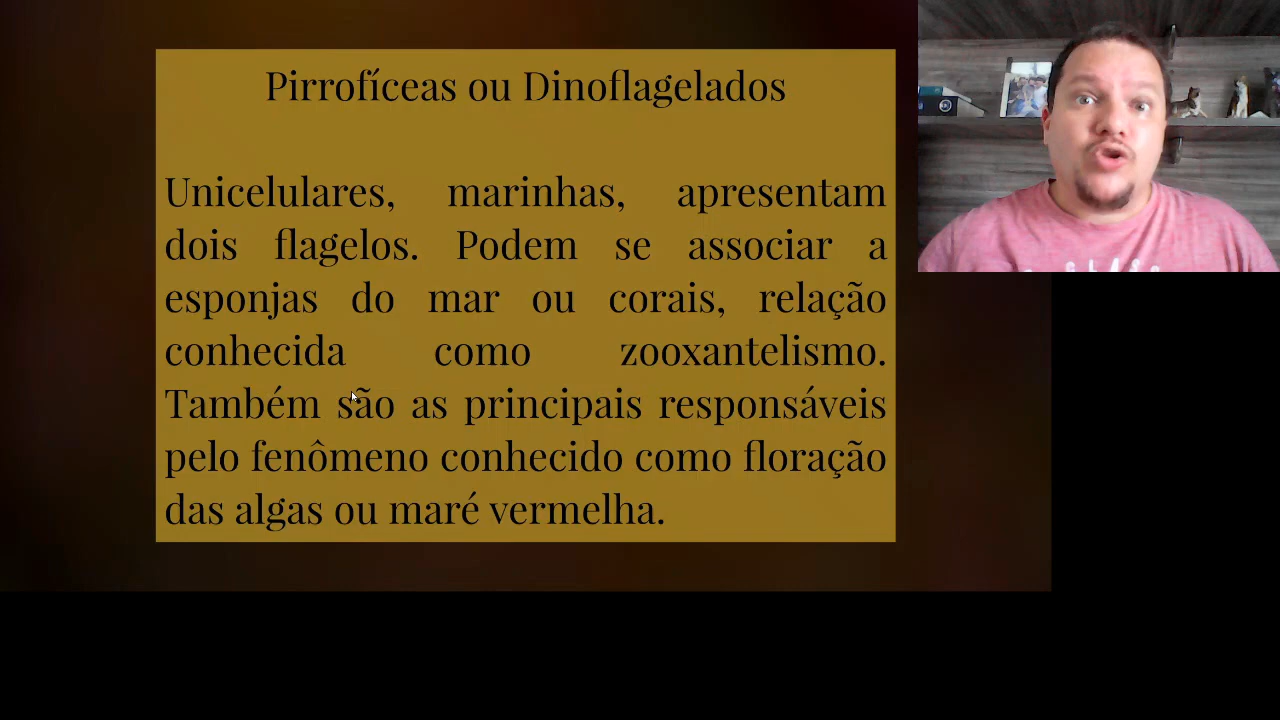 Pirrofíceas ou Dinoflagelados
Unicelulares, marinhas, apresentam
dois flagelos. Podem se associar a
esponjas do mar ou corais, relação
conhecida como zooxantelismo.
Também são as principais responsáveis
pelo fenômeno conhecido como floração
das algas ou maré vermelha.